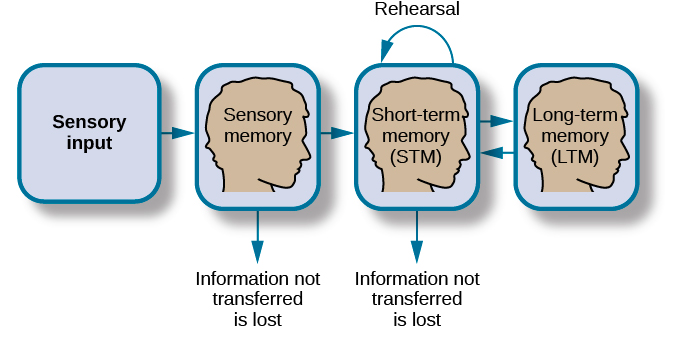 Rehearsal
Sensory
input
Sensory
memory
Short-term
memory
(STM)
Long-term
memory
(LTM)
Information not
transferred
is lost
Information not
transferred
is lost